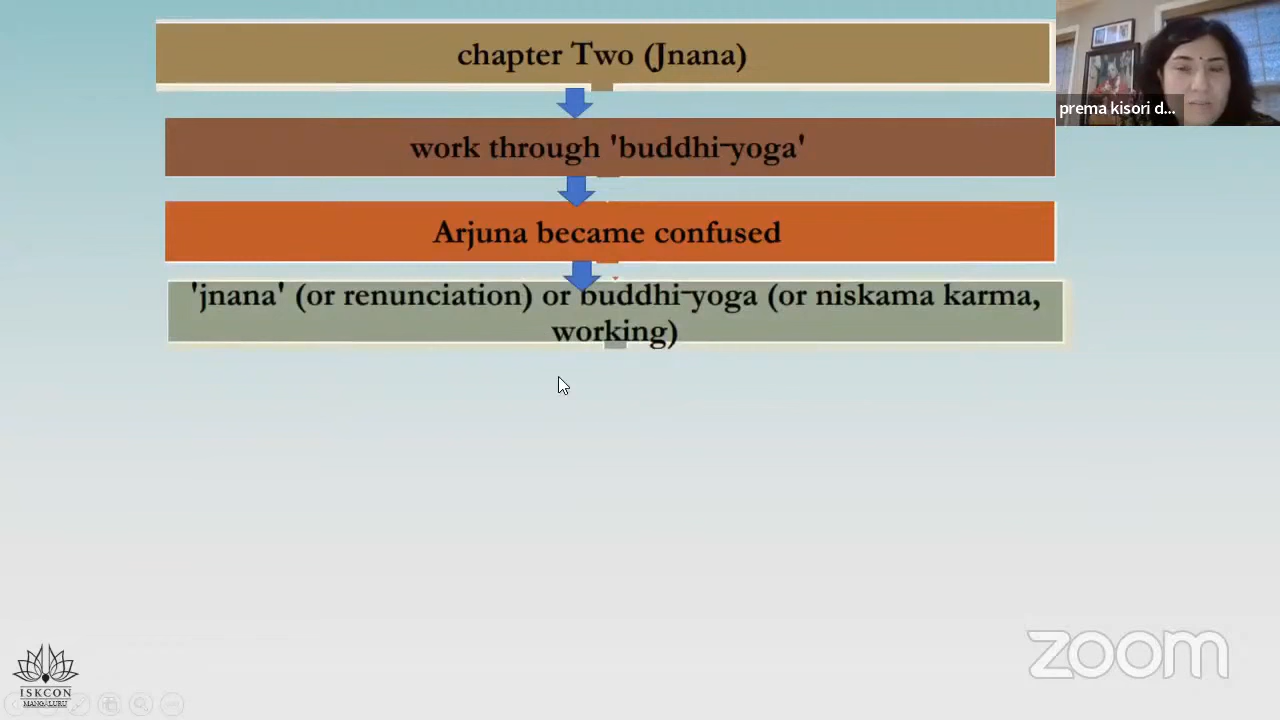 chapter Two (Jnana)
prema kisori d...
work through 'buddhi-yoga'
Arjuna became confused
'jnana' (or renunciation) or buddhi-yoga (or niskama karma,
working)
ISKCON
MANGALURU
zoom